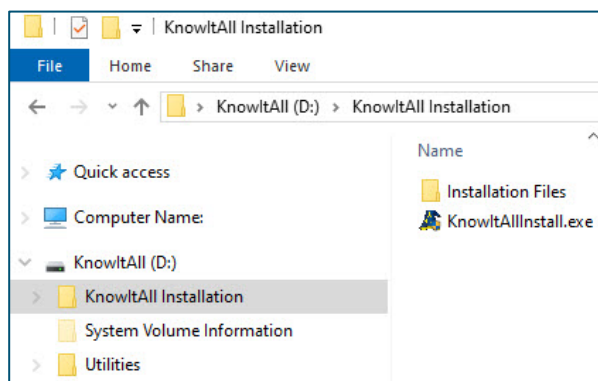 KnowItAll Installation
File Home Share View
KnowItAll (D:) KnowItAll Installation
Name
Quick access
Installation Files
Computer Name:
KnowItAllInstall.exe
KnowItAll (D:)
KnowItAll Installation
System Volume Information
Utilities